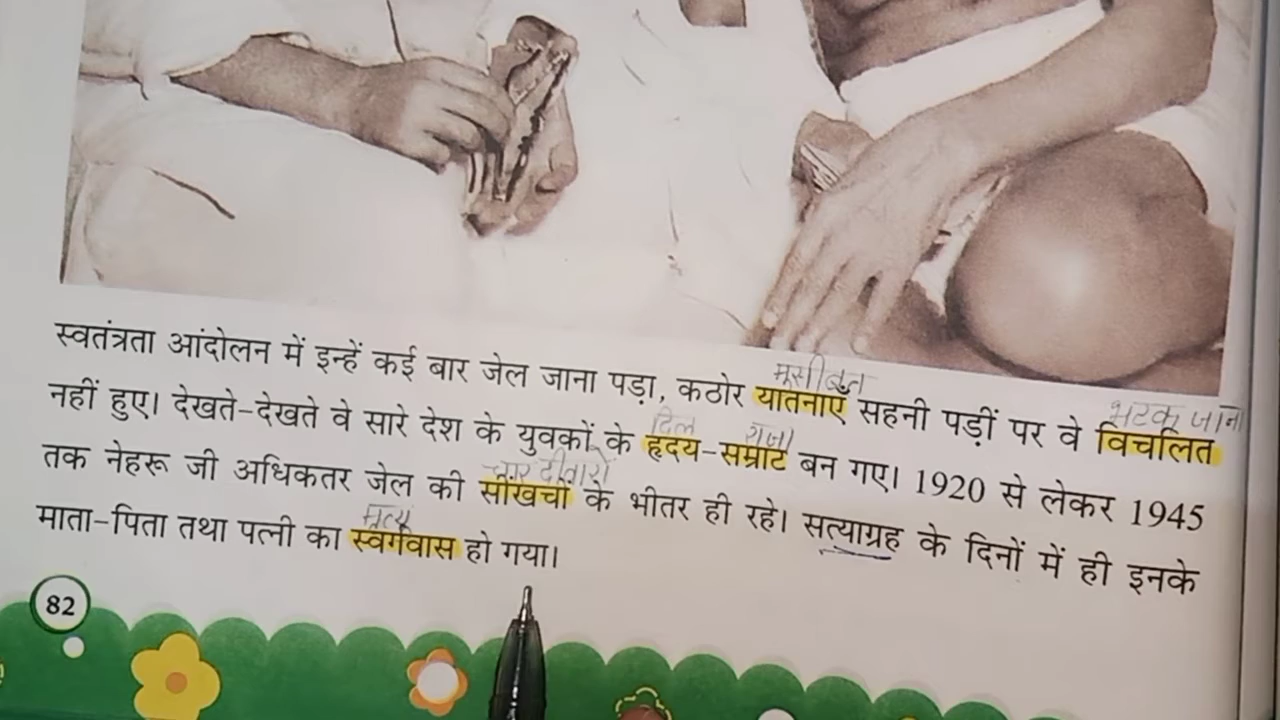 स्वतंत्रता आंदोलन में इन्हें कई बार जेल जाना पड़ा, कठोर यातनाएँ सहनी पड़ीं पर वे विचलित
मुसीबत
भटक जाना
नहीं हुए। देखते-देखते वे सारे देश के युवकों के हृदय-सम्राट बन गए। 1920 से लेकर 1945
दिल
राजा
तक नेहरू जी अधिकतर जेल की सीखचों के भीतर ही रहे। सत्याग्रह के दिनों में ही इनके
चार दीवारों
माता-पिता तथा पत्नी का स्वर्गवास हो गया।
मृत्यु
82